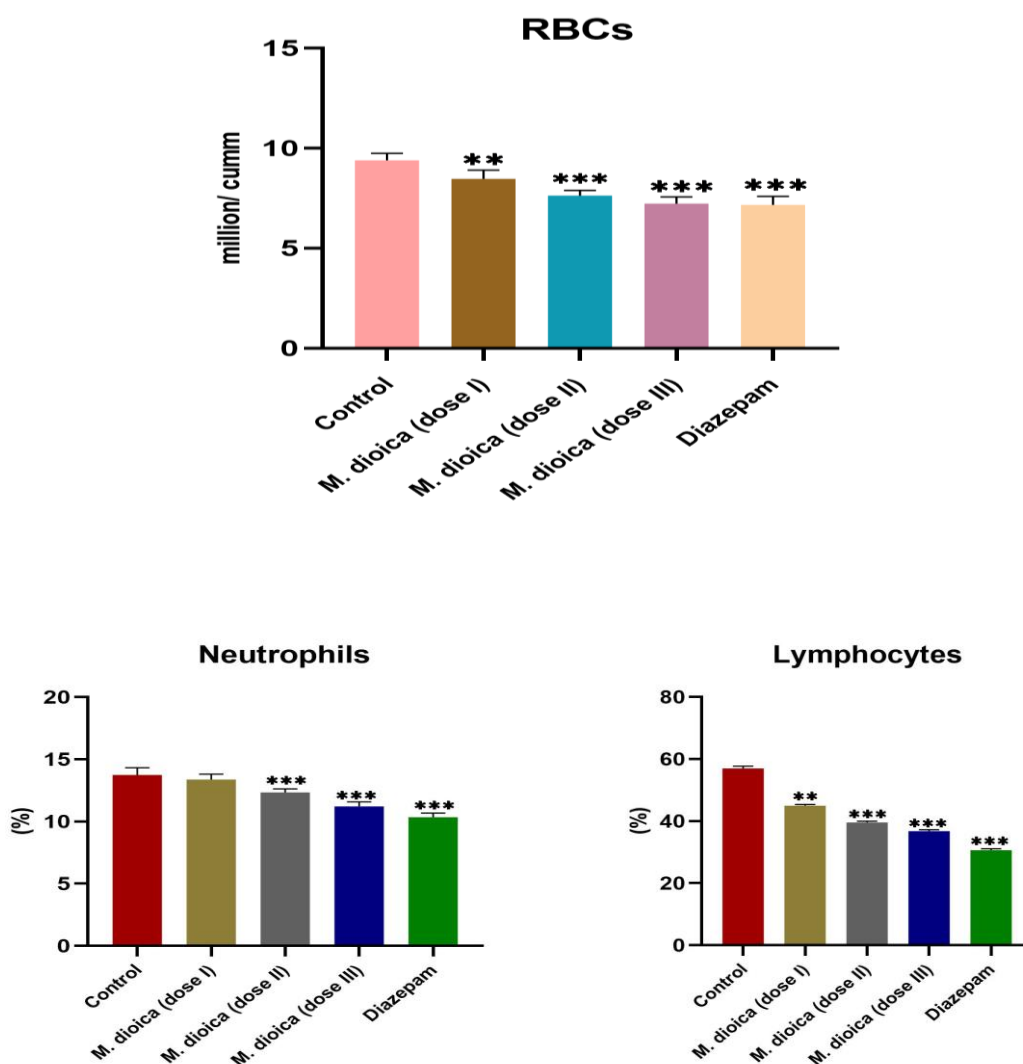 RBCs
15
10
5
0
million/ cumm
**
***
***
***
Control
M. dioica (dose I)
M. dioica (dose II)
M. dioica (dose III)
Diazepam
Neutrophils
20
15
10
5
0
(%)
***
***
***
Control
M. dioica (dose I)
M. dioica (dose II)
M. dioica (dose III)
Diazepam
Lymphocytes
80
60
40
20
0
(%)
**
***
***
***
Control
M. dioica (dose I)
M. dioica (dose II)
M. dioica (dose III)
Diazepam